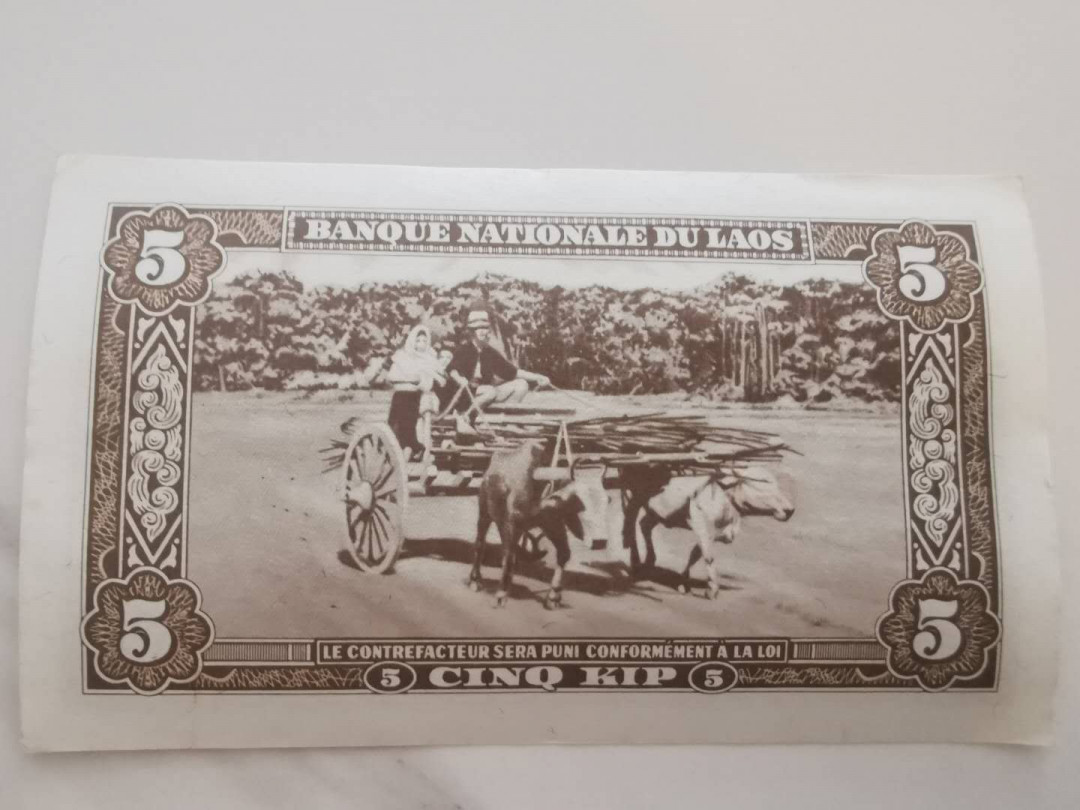 5 BANQUE NATIONALE DU LAOS 5
5 LE CONTREFACTEUR SERA PUNI CONFORMÉMENT À LA LOI 5
5 CINQ KIP 5